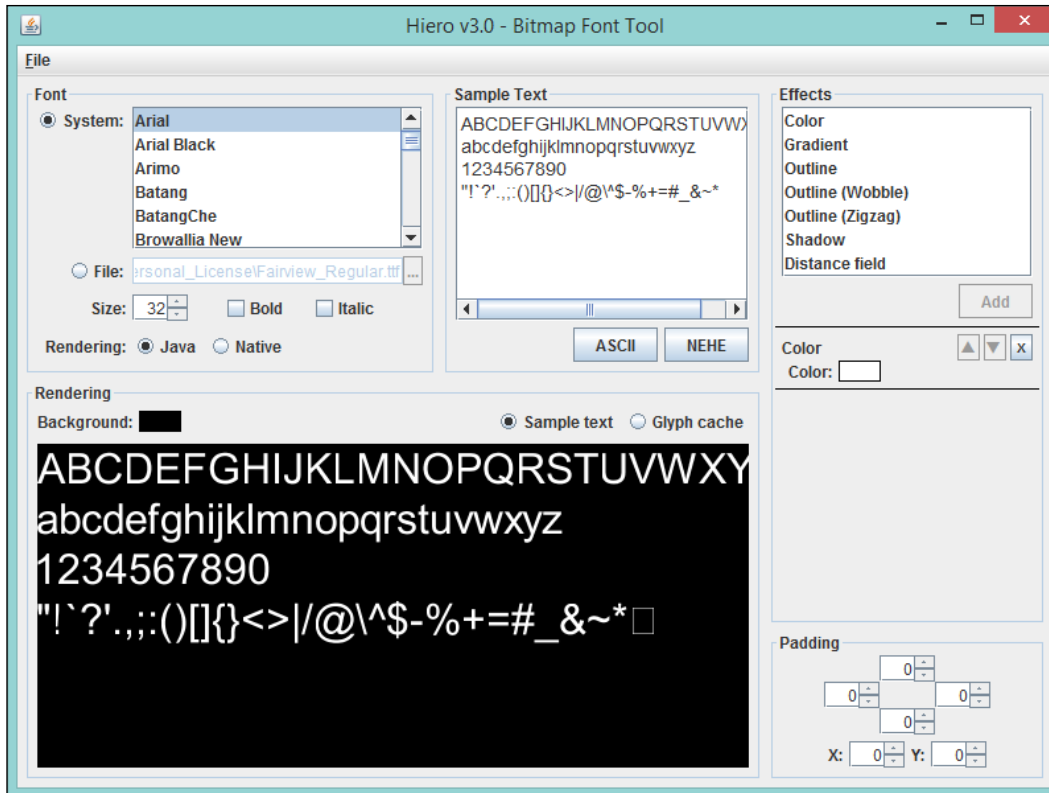 Hiero v3.0 - Bitmap Font Tool
File
Font
System:
Arial
Arial Black
Arimo
Batang
BatangChe
Browallia New
File: ersonal_License\Fairview_Regular.ttf ...
Size: 32 Bold Italic
Rendering: Java Native
Sample Text
ABCDEFGHIJKLMNOPQRSTUVWX
abcdefghijklmnopqrstuvwxyz
1234567890
"!`?'.,;:()[]{}<>|/@\^$-%+=#_&~*
ASCII NEHE
Effects
Color
Gradient
Outline
Outline (Wobble)
Outline (Zigzag)
Shadow
Distance field
Add
Color x
Color:
Rendering
Background: Sample text Glyph cache
ABCDEFGHIJKLMNOPQRSTUVWXY
abcdefghijklmnopqrstuvwxyz
1234567890
"!`?'.,;:()[]{}<>|/@\^$-%+=#_&~*□
Padding
0
0 0
0
X: 0 Y: 0